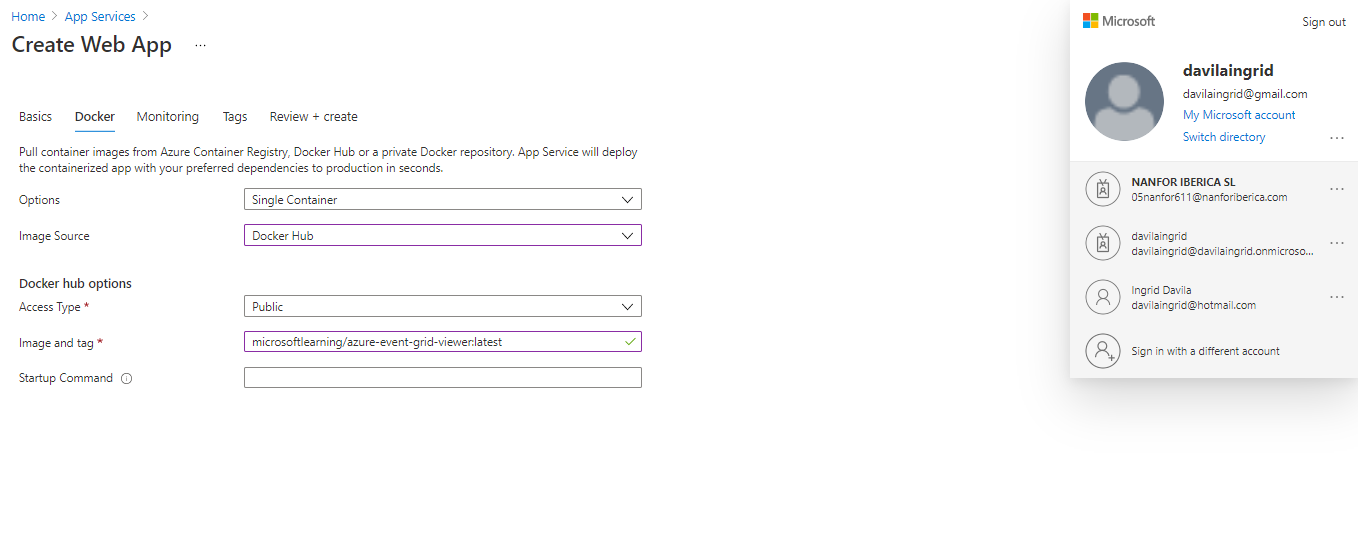 Home > App Services >
Create Web App ...
Basics Docker Monitoring Tags Review + create
Pull container images from Azure Container Registry, Docker Hub or a private Docker repository. App Service will deploy
the containerized app with your preferred dependencies to production in seconds.
Options Single Container
Image Source Docker Hub
Docker hub options
Access Type * Public
Image and tag * microsoftlearning/azure-event-grid-viewer:latest
Startup Command
Microsoft Sign out
davilaingrid
davilaingrid@gmail.com
My Microsoft account
Switch directory ...
NANFOR IBERICA SL ...
05nanfor611@nanforiberica.com
davilaingrid ...
davilaingrid@davilaingrid.onmicroso...
Ingrid Davila ...
davilaingrid@hotmail.com
Sign in with a different account